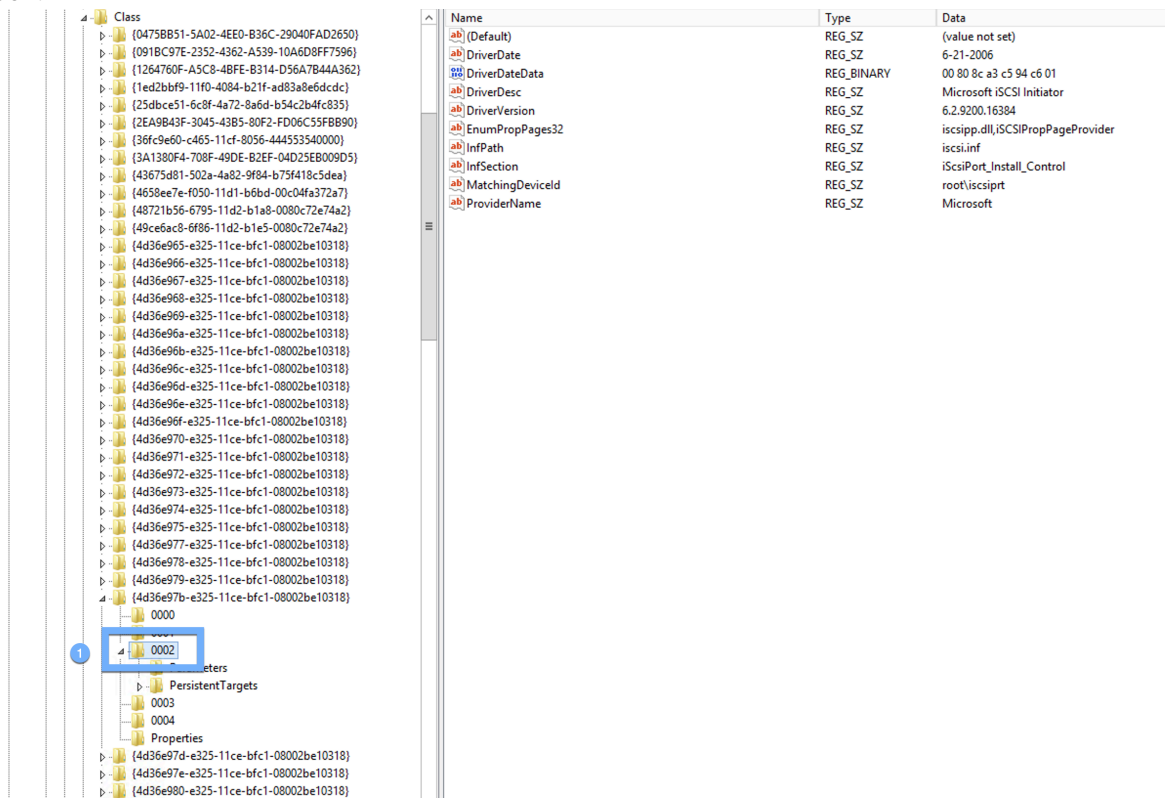 Class
{0475BB51-5A02-4EE0-B36C-29040FAD2650}
{091BC97E-2352-4362-A539-10A6D8FF7596}
{1264760F-A5C8-4BFE-B314-D56A7B44A362}
{1ed2bbf9-11f0-4084-b21f-ad83a8e6dcdc}
{25dbce51-6c8f-4a72-8a6d-b54c2b4fc835}
{2EA9B43F-3045-43B5-80F2-FD06C55FBB90}
{36fc9e60-c465-11cf-8056-444553540000}
{3A1380F4-708F-49DE-B2EF-04D25EB009D5}
{43675d81-502a-4a82-9f84-b75f418c5dea}
{4658ee7e-f050-11d1-b6bd-00c04fa372a7}
{48721b56-6795-11d2-b1a8-0080c72e74a2}
{49ce6ac8-6f86-11d2-b1e5-0080c72e74a2}
{4d36e965-e325-11ce-bfc1-08002be10318}
{4d36e966-e325-11ce-bfc1-08002be10318}
{4d36e967-e325-11ce-bfc1-08002be10318}
{4d36e968-e325-11ce-bfc1-08002be10318}
{4d36e969-e325-11ce-bfc1-08002be10318}
{4d36e96a-e325-11ce-bfc1-08002be10318}
{4d36e96b-e325-11ce-bfc1-08002be10318}
{4d36e96c-e325-11ce-bfc1-08002be10318}
{4d36e96d-e325-11ce-bfc1-08002be10318}
{4d36e96e-e325-11ce-bfc1-08002be10318}
{4d36e96f-e325-11ce-bfc1-08002be10318}
{4d36e970-e325-11ce-bfc1-08002be10318}
{4d36e971-e325-11ce-bfc1-08002be10318}
{4d36e972-e325-11ce-bfc1-08002be10318}
{4d36e973-e325-11ce-bfc1-08002be10318}
{4d36e974-e325-11ce-bfc1-08002be10318}
{4d36e975-e325-11ce-bfc1-08002be10318}
{4d36e977-e325-11ce-bfc1-08002be10318}
{4d36e978-e325-11ce-bfc1-08002be10318}
{4d36e979-e325-11ce-bfc1-08002be10318}
{4d36e97b-e325-11ce-bfc1-08002be10318}
0000
1 0002
PersistentTargets
0003
0004
Properties
{4d36e97d-e325-11ce-bfc1-08002be10318}
{4d36e97e-e325-11ce-bfc1-08002be10318}
{4d36e980-e325-11ce-bfc1-08002be10318}
Name Type Data
(Default) REG_SZ (value not set)
DriverDate REG_SZ 6-21-2006
DriverDateData REG_BINARY 00 80 8c a3 c5 94 c6 01
DriverDesc REG_SZ Microsoft iSCSI Initiator
DriverVersion REG_SZ 6.2.9200.16384
EnumPropPages32 REG_SZ iscsipp.dll,iSCSIPropPageProvider
InfPath REG_SZ iscsi.inf
InfSection REG_SZ iScsiPort_Install_Control
MatchingDeviceId REG_SZ root\iscsiprt
ProviderName REG_SZ Microsoft